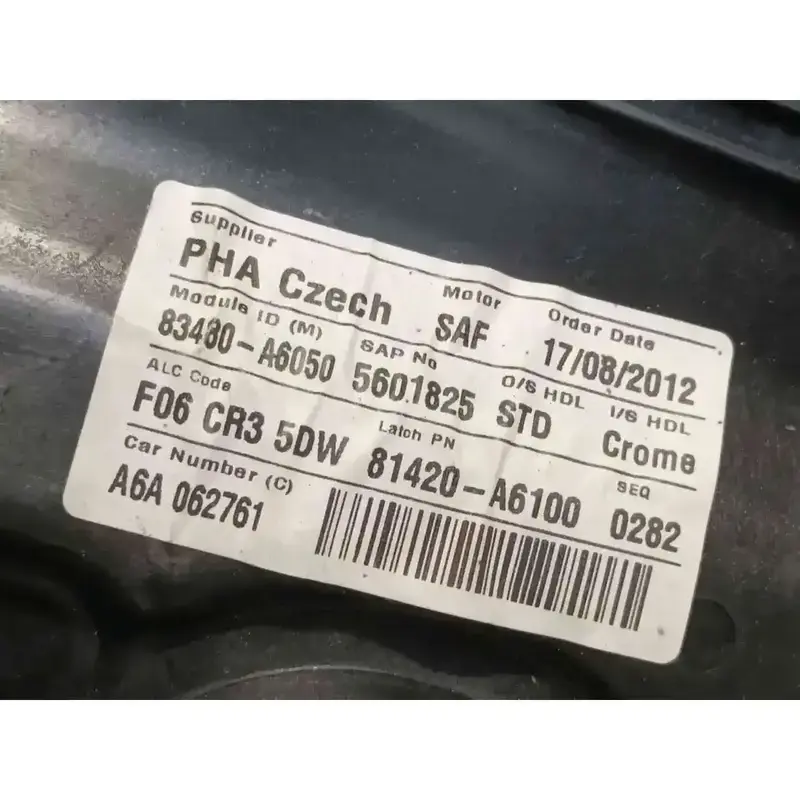 Supplier Motor Order Date
PHA Czech SAF 17/08/2012
Module ID (M) SAP No O/S HDL I/S HDL
83480-A6050 5601825 STD Crome
ALC Code Latch PN SEQ
F06 CR3 5DW 81420-A6100 0282
Car Number (C)
A6A 062761